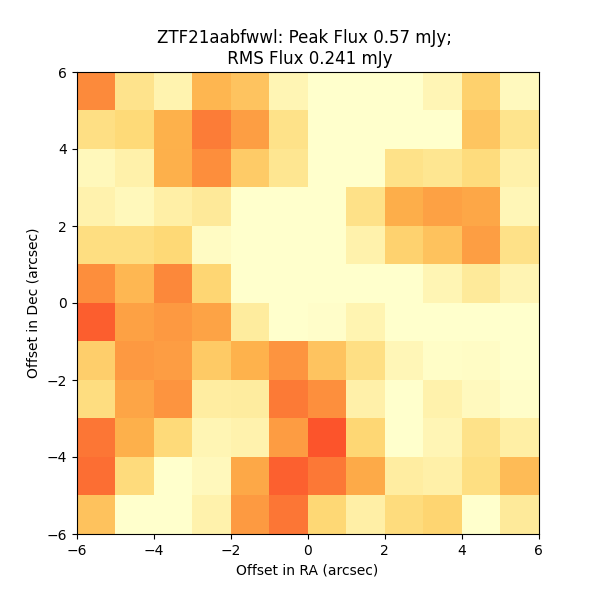 ZTF21aabfwwl: Peak Flux 0.57 mJy;
RMS Flux 0.241 mJy
6
4
2
0
−2
−4
−6
Offset in Dec (arcsec)
−6 −4 −2 0 2 4 6
Offset in RA (arcsec)